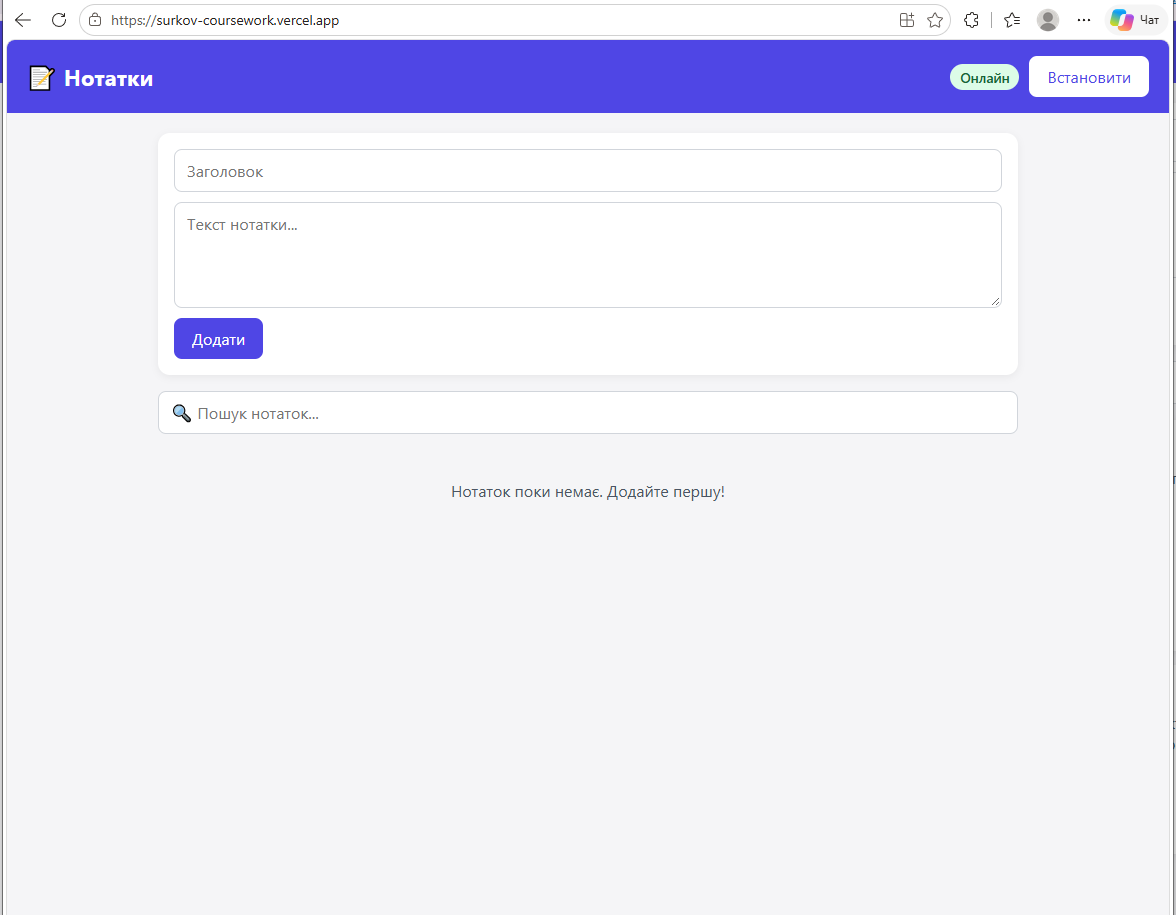 https://surkov-coursework.vercel.app
Чат
Нотатки
Онлайн
Встановити
Заголовок
Текст нотатки...
Додати
Пошук нотаток...
Нотаток поки немає. Додайте першу!